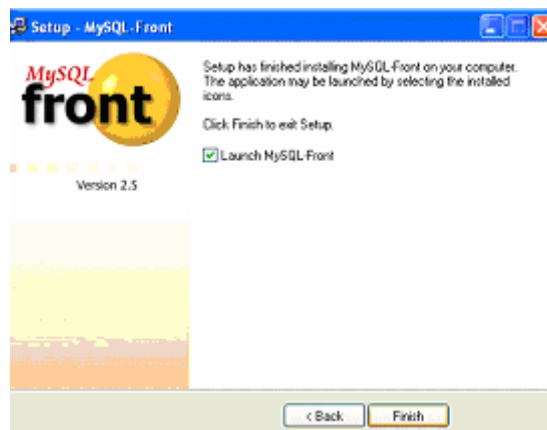 Setup - MySQL-Front
MySQL
front
Version 2.5
Setup has finished installing MySQL-Front on your computer.
The application may be launched by selecting the installed
icons.
Click Finish to exit Setup.
Launch MySQL-Front
< Back
Finish